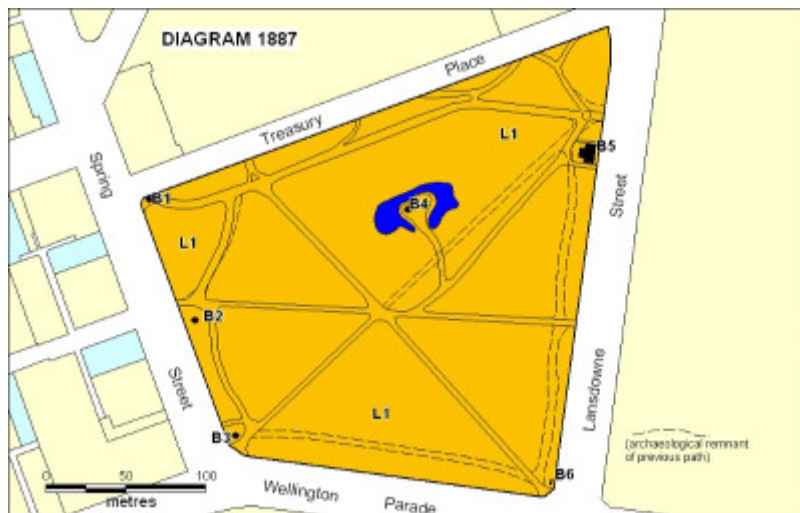 DIAGRAM 1887
Treasury Place
Spring
Street
L1
B1
L1
B5
B4
Street
B2
L1
B3
Lansdowne
(archaeological remnant
of previous path)
B6
0 50 100
metres
Wellington Parade